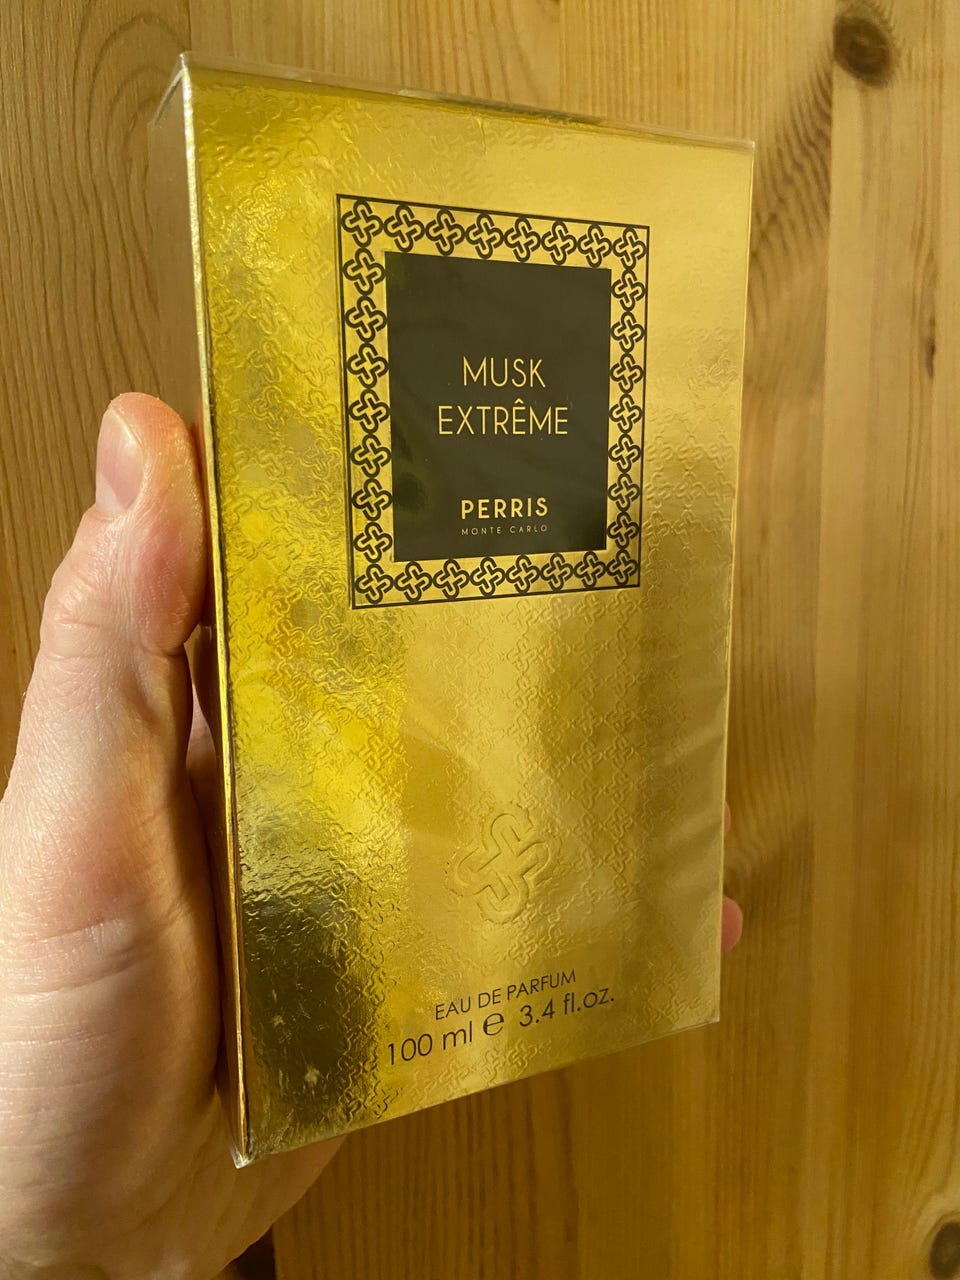 MUSK
EXTRÊME
PERRIS
MONTE CARLO
EAU DE PARFUM
100 ml ℮ 3.4 fl.oz.